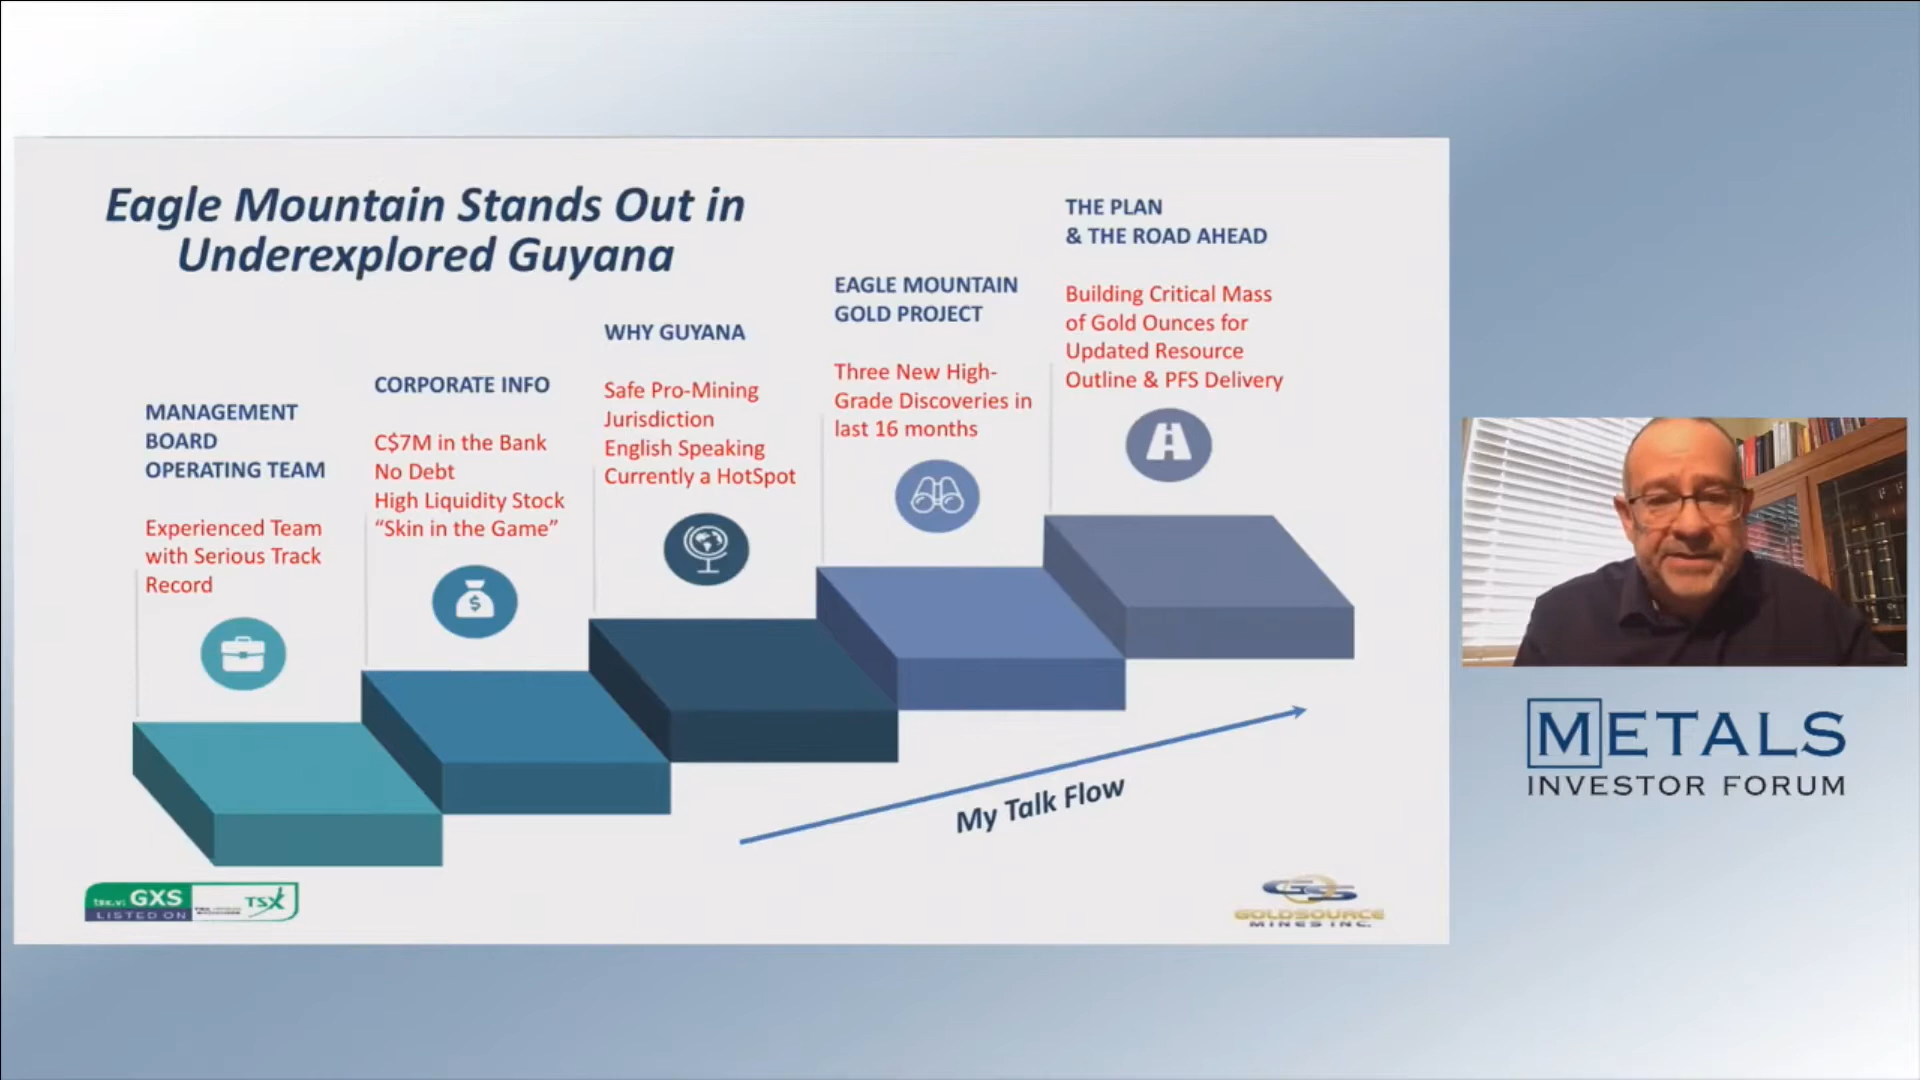 Eagle Mountain Stands Out in
Underexplored Guyana
MANAGEMENT
BOARD
OPERATING TEAM
Experienced Team
with Serious Track
Record
CORPORATE INFO
C$7M in the Bank
No Debt
High Liquidity Stock
“Skin in the Game”
WHY GUYANA
Safe Pro-Mining
Jurisdiction
English Speaking
Currently a HotSpot
EAGLE MOUNTAIN
GOLD PROJECT
Three New High-
Grade Discoveries in
last 16 months
THE PLAN
& THE ROAD AHEAD
Building Critical Mass
of Gold Ounces for
Updated Resource
Outline & PFS Delivery
$
My Talk Flow
tsx.v: GXS
LISTED ON
TSX
GSS
GOLDSOURCE
MINES INC.
METALS
INVESTOR FORUM